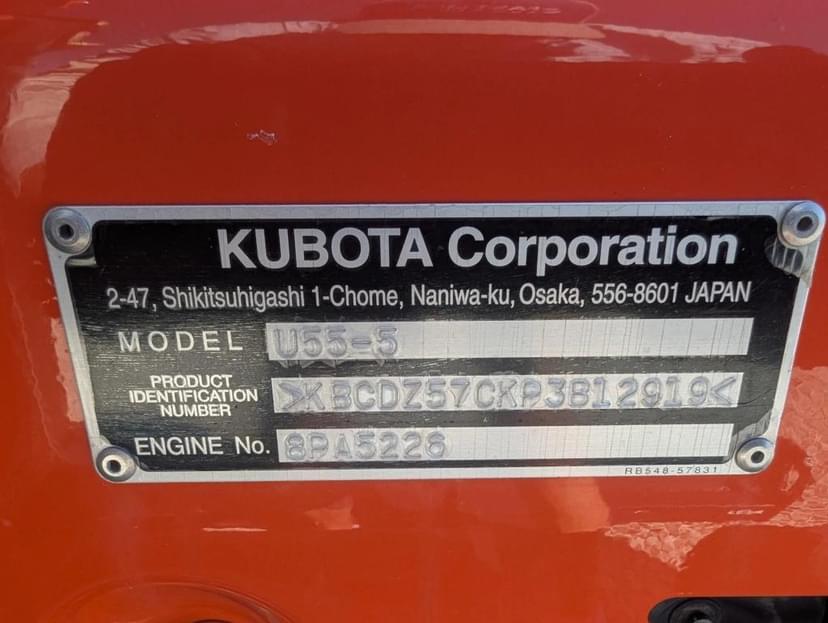 KUBOTA Corporation
2-47, Shikitsuhigashi 1-Chome, Naniwa-ku, Osaka, 556-8601 JAPAN
MODEL U55-5
PRODUCT
IDENTIFICATION
NUMBER >KBCDZ57CKP3B12919<
ENGINE No. 8PA5226
RB548-57831